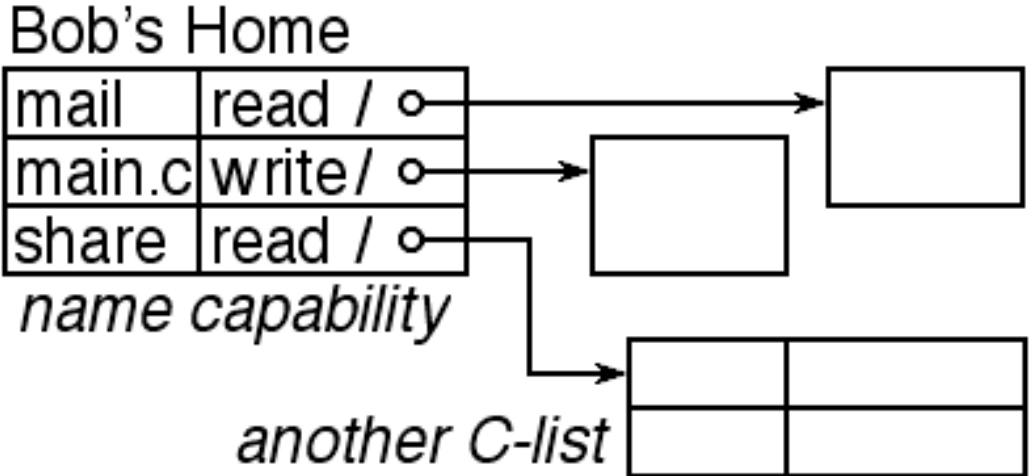 Bob's Home
mail read /
main.c write /
share read /
name capability
another C-list